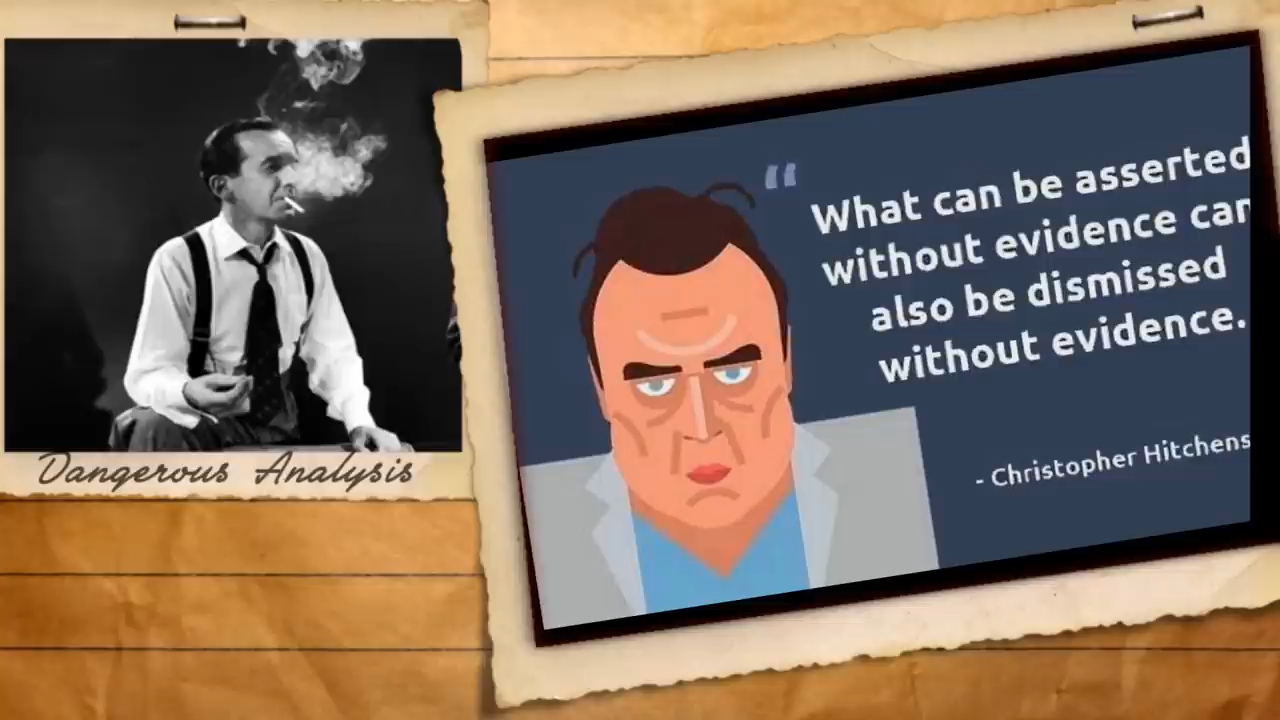 Dangerous Analysis
“
What can be asserted
without evidence can
also be dismissed
without evidence.
- Christopher Hitchens